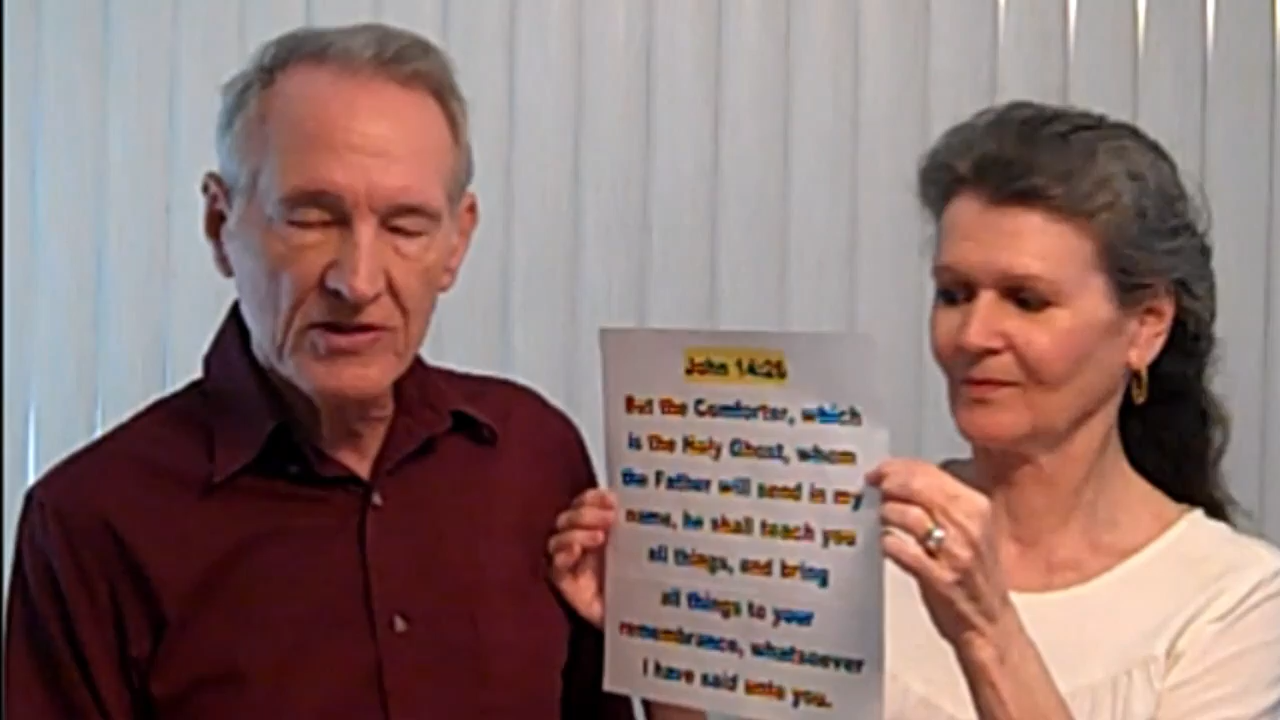 John 14:26
But the Comforter, which
is the Holy Ghost, whom
the Father will send in my
name, he shall teach you
all things, and bring
all things to your
remembrance, whatsoever
I have said unto you.